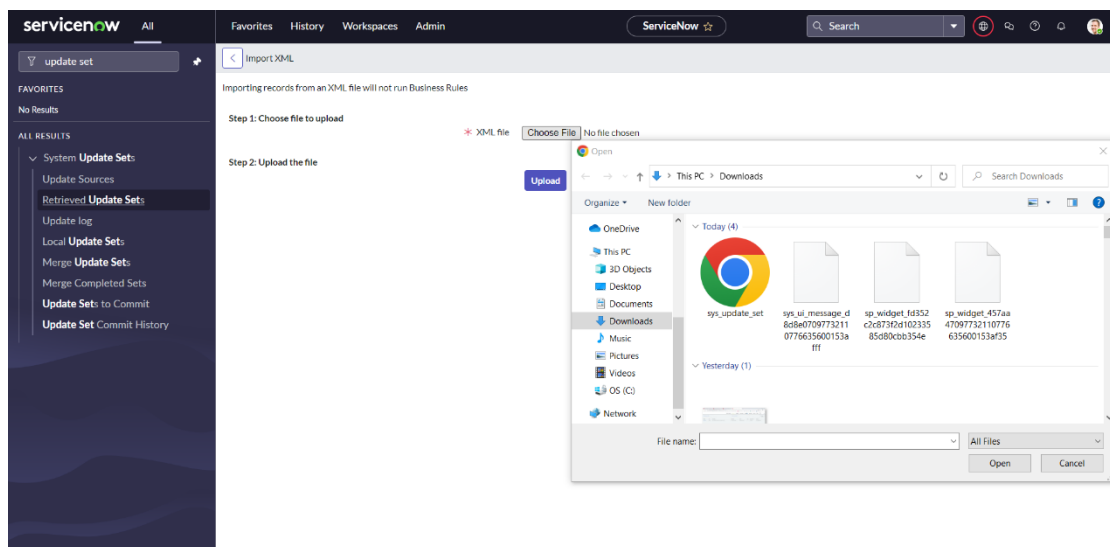 servicenow All Favorites History Workspaces Admin ServiceNow ☆ Search
update set
Import XML
FAVORITES
No Results
ALL RESULTS
System Update Sets
Update Sources
Retrieved Update Sets
Update log
Local Update Sets
Merge Update Sets
Merge Completed Sets
Update Sets to Commit
Update Set Commit History
Importing records from an XML file will not run Business Rules
Step 1: Choose file to upload
* XML file Choose File No file chosen
Step 2: Upload the file
Upload
Open
This PC > Downloads
Search Downloads
Organize New folder
OneDrive
This PC
3D Objects
Desktop
Documents
Downloads
Music
Pictures
Videos
OS (C:)
Network
Today (4)
sys_update_set
sys_ui_message_d
8d8e0709773211
0776635600153a
fff
sp_widget_fd352
c2c873f2d102335
85d80cbb354e
sp_widget_457aa
47097732110776
635600153af35
Yesterday (1)
File name: All Files
Open Cancel